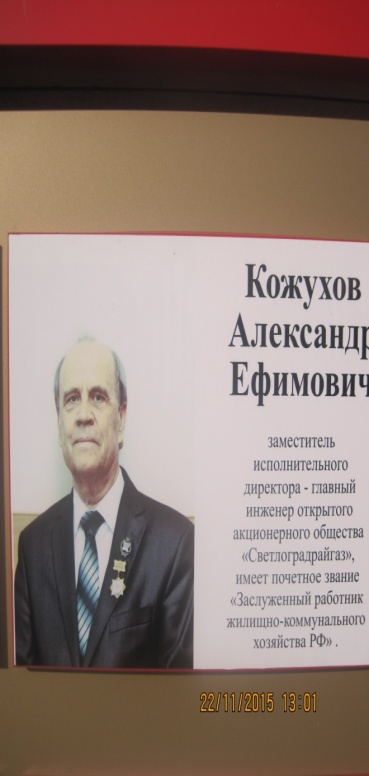 Кожухов
Александр
Ефимович
заместитель
исполнительного
директора - главный
инженер открытого
акционерного общества
«Светлоградрайгаз»,
имеет почетное звание
«Заслуженный работник
жилищно-коммунального
хозяйства РФ» .
22/11/2015 13:01